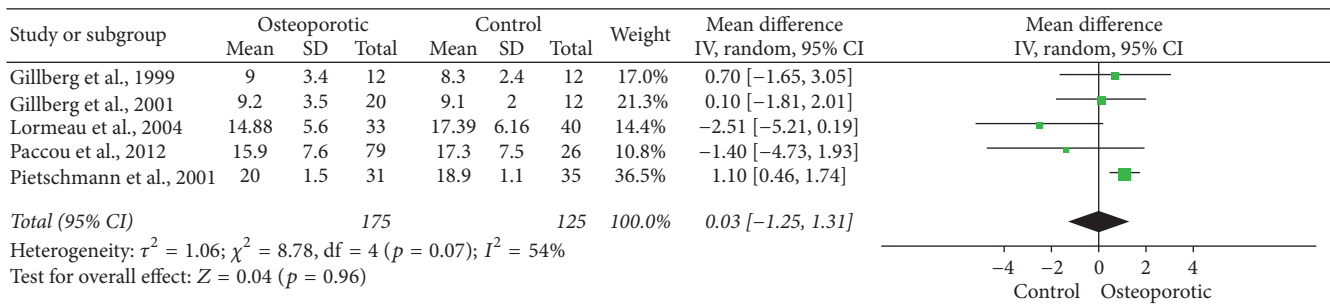 Study or subgroup Osteoporotic Control Weight Mean difference Mean difference
Mean SD Total Mean SD Total IV, random, 95% CI IV, random, 95% CI
Gillberg et al., 1999 9 3.4 12 8.3 2.4 12 17.0% 0.70 [−1.65, 3.05]
Gillberg et al., 2001 9.2 3.5 20 9.1 2 12 21.3% 0.10 [−1.81, 2.01]
Lormeau et al., 2004 14.88 5.6 33 17.39 6.16 40 14.4% −2.51 [−5.21, 0.19]
Paccou et al., 2012 15.9 7.6 79 17.3 7.5 26 10.8% −1.40 [−4.73, 1.93]
Pietschmann et al., 2001 20 1.5 31 18.9 1.1 35 36.5% 1.10 [0.46, 1.74]
Total (95% CI) 175 125 100.0% 0.03 [−1.25, 1.31]
Heterogeneity: τ² = 1.06; χ² = 8.78, df = 4 (p = 0.07); I² = 54%
Test for overall effect: Z = 0.04 (p = 0.96)
−4 −2 0 2 4
Control Osteoporotic